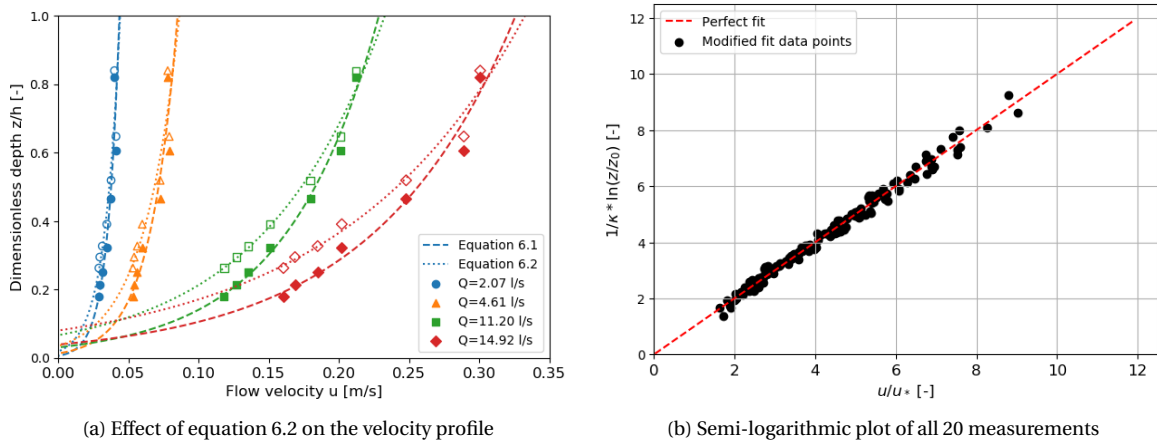 1.0
0.8
0.6
0.4
0.2
0.0
Dimensionless depth z/h [-]
0.00 0.05 0.10 0.15 0.20 0.25 0.30 0.35
Flow velocity u [m/s]
Equation 6.1
Equation 6.2
Q=2.07 l/s
Q=4.61 l/s
Q=11.20 l/s
Q=14.92 l/s
(a) Effect of equation 6.2 on the velocity profile
12
10
8
6
4
2
0
1/κ* ln(z/z₀) [-]
0 2 4 6 8 10 12
u/u* [-]
Perfect fit
Modified fit data points
(b) Semi-logarithmic plot of all 20 measurements